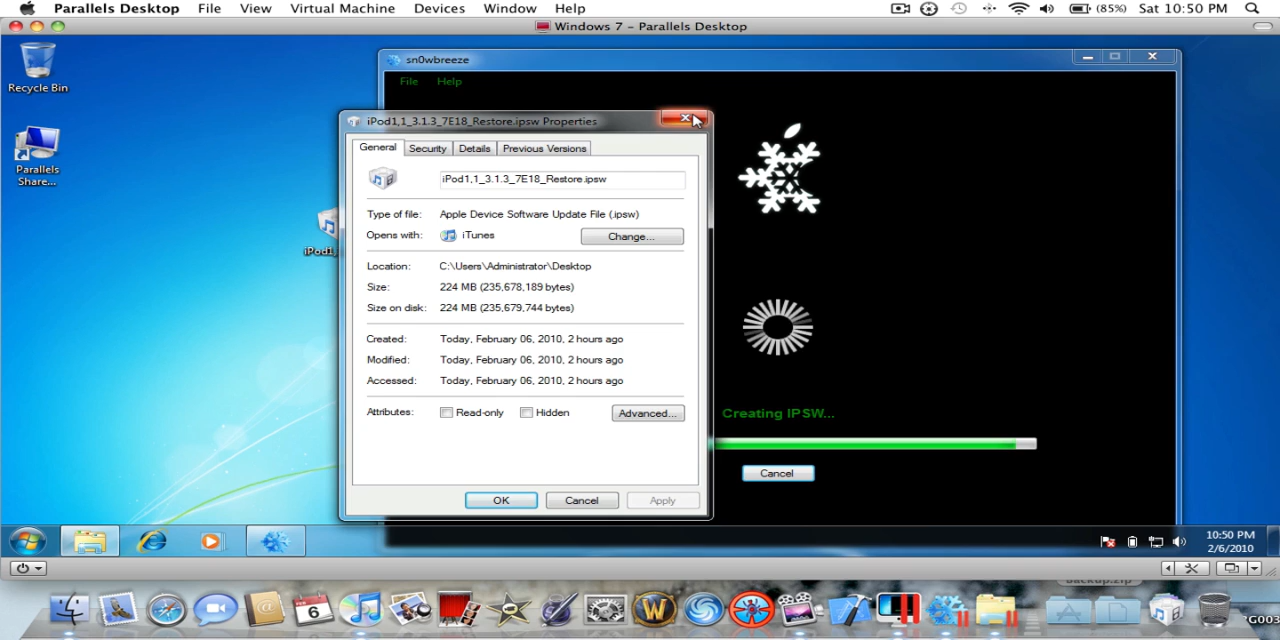 Parallels Desktop File View Virtual Machine Devices Window Help (85%) Sat 10:50 PM
Windows 7 - Parallels Desktop
Recycle Bin
Parallels
Share...
sn0wbreeze
File Help
iPod1,1_3.1.3_7E18_Restore.ipsw Properties
General Security Details Previous Versions
iPod1,1_3.1.3_7E18_Restore.ipsw
Type of file: Apple Device Software Update File (.ipsw)
Opens with: iTunes Change...
iPod1,
Location: C:\Users\Administrator\Desktop
Size: 224 MB (235,678,189 bytes)
Size on disk: 224 MB (235,679,744 bytes)
Created: Today, February 06, 2010, 2 hours ago
Modified: Today, February 06, 2010, 2 hours ago
Accessed: Today, February 06, 2010, 2 hours ago
Attributes: Read-only Hidden Advanced...
Creating IPSW...
Cancel
OK Cancel Apply
10:50 PM
2/6/2010
Backup.zip
6